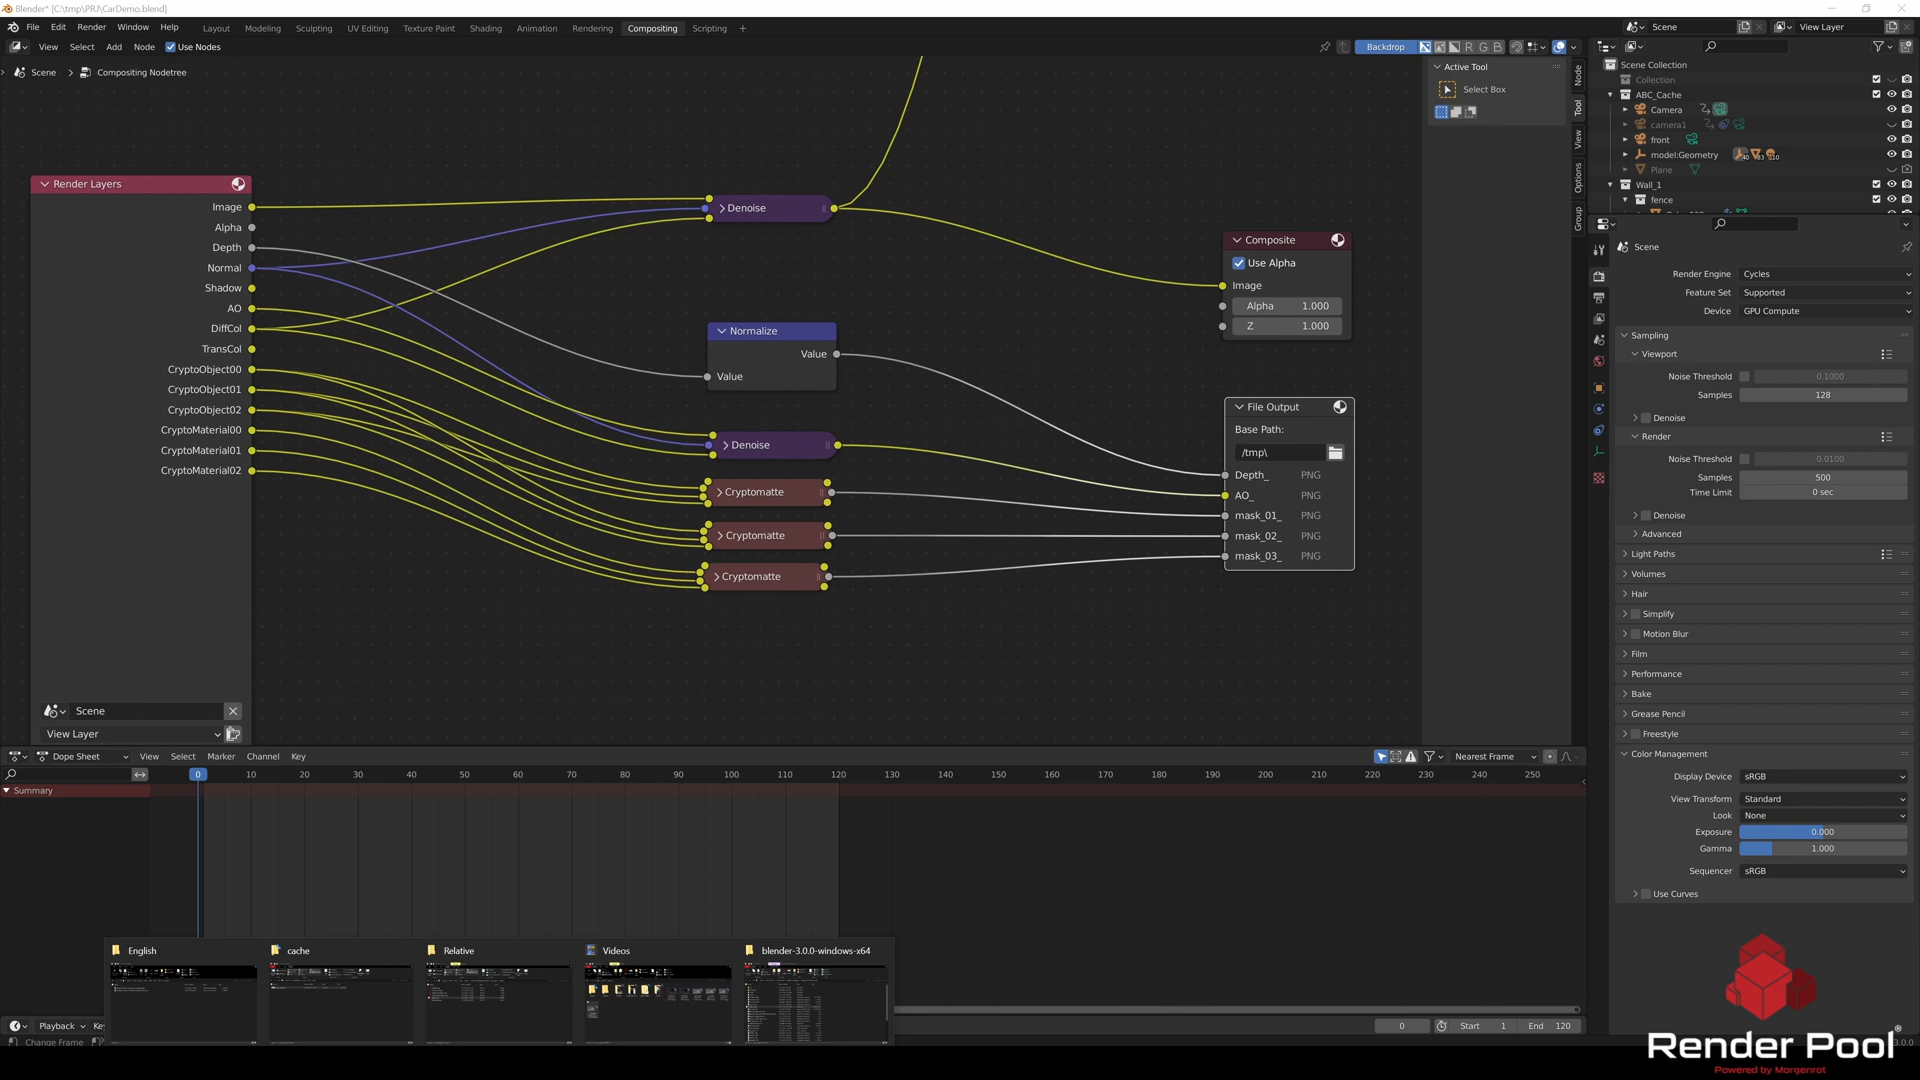 Blender* [C:\tmp\PRJ\CarDemo.blend]
File Edit Render Window Help Layout Modeling Sculpting UV Editing Texture Paint Shading Animation Rendering Compositing Scripting + Scene View Layer
View Select Add Node Use Nodes Backdrop R G B
Scene > Compositing Nodetree
Active Tool
Select Box
Node
Tool
View
Options
Group
Scene Collection
Collection
ABC_Cache
Camera
camera1
front
model:Geometry
Plane
Wall_1
fence
Render Layers
Image
Alpha
Depth
Normal
Shadow
AO
DiffCol
TransCol
CryptoObject00
CryptoObject01
CryptoObject02
CryptoMaterial00
CryptoMaterial01
CryptoMaterial02
Scene
View Layer
Denoise
Normalize
Value
Value
Denoise
Cryptomatte
Cryptomatte
Cryptomatte
Composite
Use Alpha
Image
Alpha 1.000
Z 1.000
File Output
Base Path:
/tmp\
Depth_ PNG
AO_ PNG
mask_01_ PNG
mask_02_ PNG
mask_03_ PNG
Scene
Render Engine Cycles
Feature Set Supported
Device GPU Compute
Sampling
Viewport
Noise Threshold 0.1000
Samples 128
Denoise
Render
Noise Threshold 0.0100
Samples 500
Time Limit 0 sec
Denoise
Advanced
Light Paths
Volumes
Hair
Simplify
Motion Blur
Film
Performance
Bake
Grease Pencil
Freestyle
Color Management
Display Device sRGB
View Transform Standard
Look None
Exposure 0.000
Gamma 1.000
Sequencer sRGB
Use Curves
Dope Sheet View Select Marker Channel Key Nearest Frame
0 10 20 30 40 50 60 70 80 90 100 110 120 130 140 150 160 170 180 190 200 210 220 230 240 250
Summary
English cache Relative Videos blender-3.0.0-windows-x64
Playback Ke 0 Start 1 End 120
Change Frame 3.0.0
Render Pool
Powered by Morgenrot